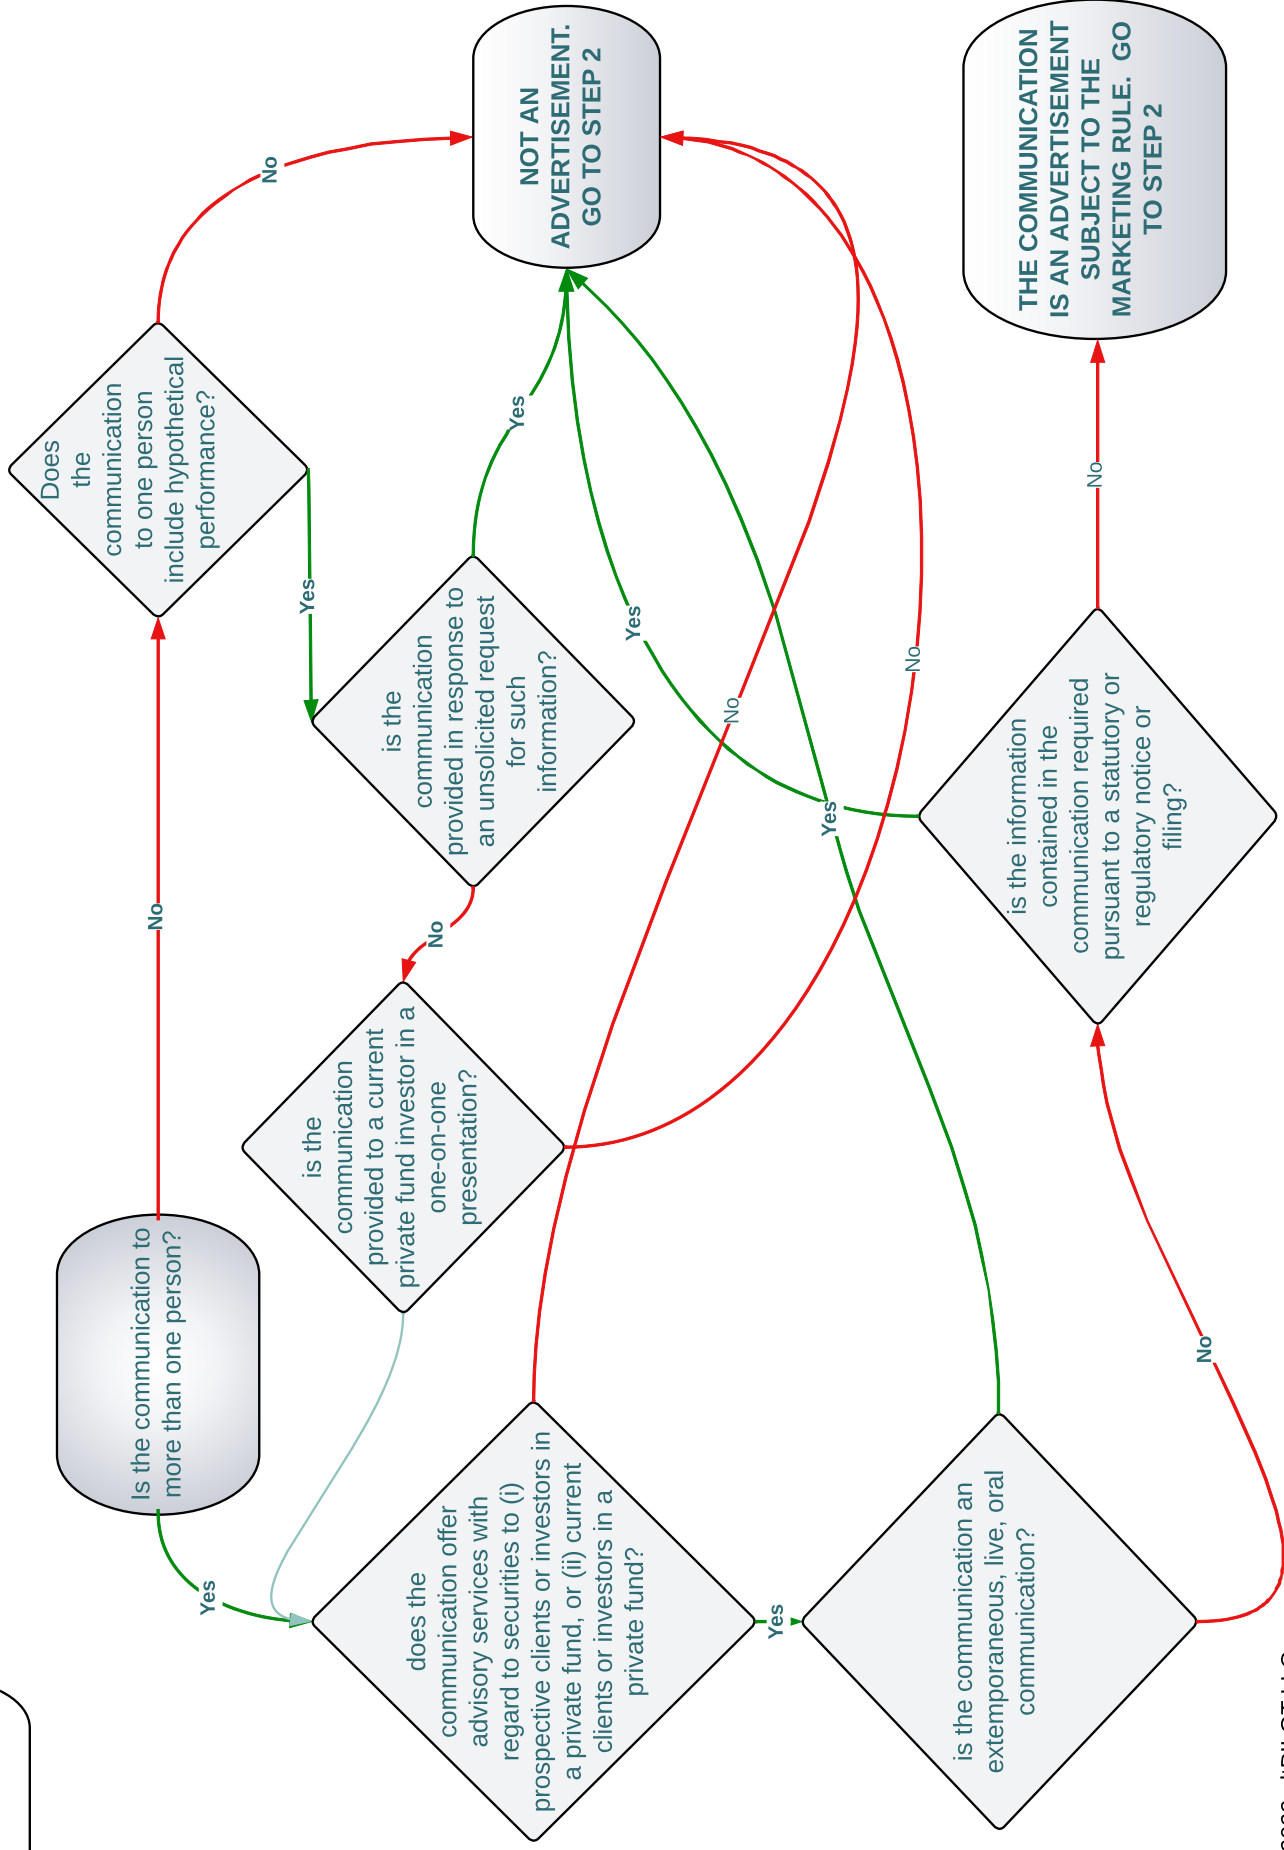 Is the communication to
more than one person?
No
Does
the
communication
to one person
include hypothetical
performance?
No
Yes
Yes
is the
communication
provided in response to
an unsolicited request
for such
information?
Yes
No
is the
communication
provided to a current
private fund investor in a
one-on-one
presentation?
NOT AN
ADVERTISEMENT.
GO TO STEP 2
does the
communication offer
advisory services with
regard to securities to (i)
prospective clients or investors in
a private fund, or (ii) current
clients or investors in a
private fund?
No
No
Yes
Yes
Yes
is the communication an
extemporaneous, live, oral
communication?
No
is the information
contained in the
communication required
pursuant to a statutory or
regulatory notice or
filing?
No
THE COMMUNICATION
IS AN ADVERTISEMENT
SUBJECT TO THE
MARKETING RULE. GO
TO STEP 2